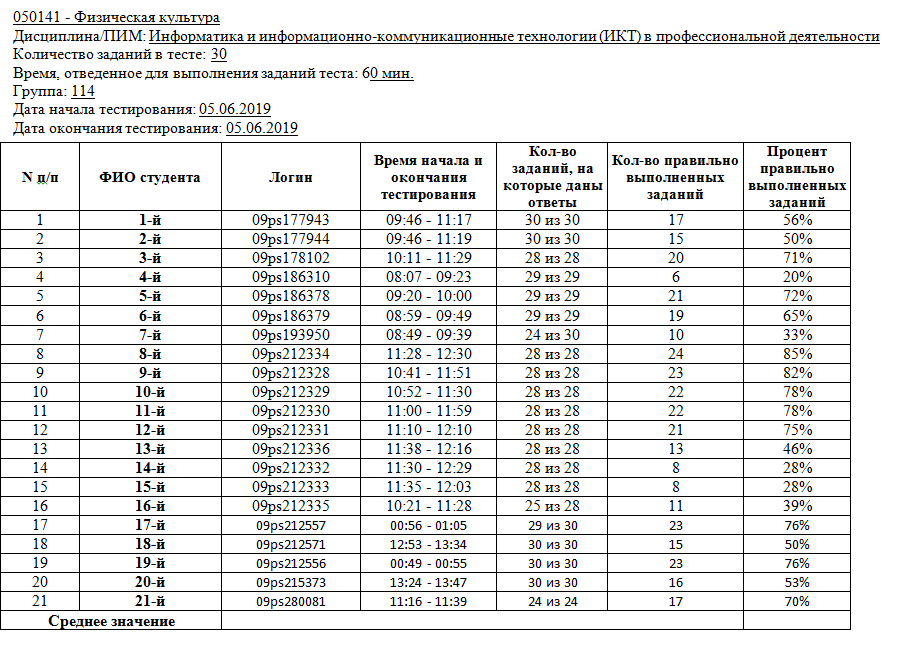 050141 - Физическая культура
Дисциплина/ПИМ: Информатика и информационно-коммуникационные технологии (ИКТ) в профессиональной деятельности
Количество заданий в тесте: 30
Время, отведенное для выполнения заданий теста: 60 мин.
Группа: 114
Дата начала тестирования: 05.06.2019
Дата окончания тестирования: 05.06.2019
N п/п ФИО студента Логин Время начала и окончания тестирования Кол-во заданий, на которые даны ответы Кол-во правильно выполненных заданий Процент правильно выполненных заданий
1 1-й 09ps177943 09:46 - 11:17 30 из 30 17 56%
2 2-й 09ps177944 09:46 - 11:19 30 из 30 15 50%
3 3-й 09ps178102 10:11 - 11:29 28 из 28 20 71%
4 4-й 09ps186310 08:07 - 09:23 29 из 29 6 20%
5 5-й 09ps186378 09:20 - 10:00 29 из 29 21 72%
6 6-й 09ps186379 08:59 - 09:49 29 из 29 19 65%
7 7-й 09ps193950 08:49 - 09:39 24 из 30 10 33%
8 8-й 09ps212334 11:28 - 12:30 28 из 28 24 85%
9 9-й 09ps212328 10:41 - 11:51 28 из 28 23 82%
10 10-й 09ps212329 10:52 - 11:30 28 из 28 22 78%
11 11-й 09ps212330 11:00 - 11:59 28 из 28 22 78%
12 12-й 09ps212331 11:10 - 12:10 28 из 28 21 75%
13 13-й 09ps212336 11:38 - 12:16 28 из 28 13 46%
14 14-й 09ps212332 11:30 - 12:29 28 из 28 8 28%
15 15-й 09ps212333 11:35 - 12:03 28 из 28 8 28%
16 16-й 09ps212335 10:21 - 11:28 25 из 28 11 39%
17 17-й 09ps212557 00:56 - 01:05 29 из 30 23 76%
18 18-й 09ps212571 12:53 - 13:34 30 из 30 15 50%
19 19-й 09ps212556 00:49 - 00:55 30 из 30 23 76%
20 20-й 09ps215373 13:24 - 13:47 30 из 30 16 53%
21 21-й 09ps280081 11:16 - 11:39 24 из 24 17 70%
Среднее значение